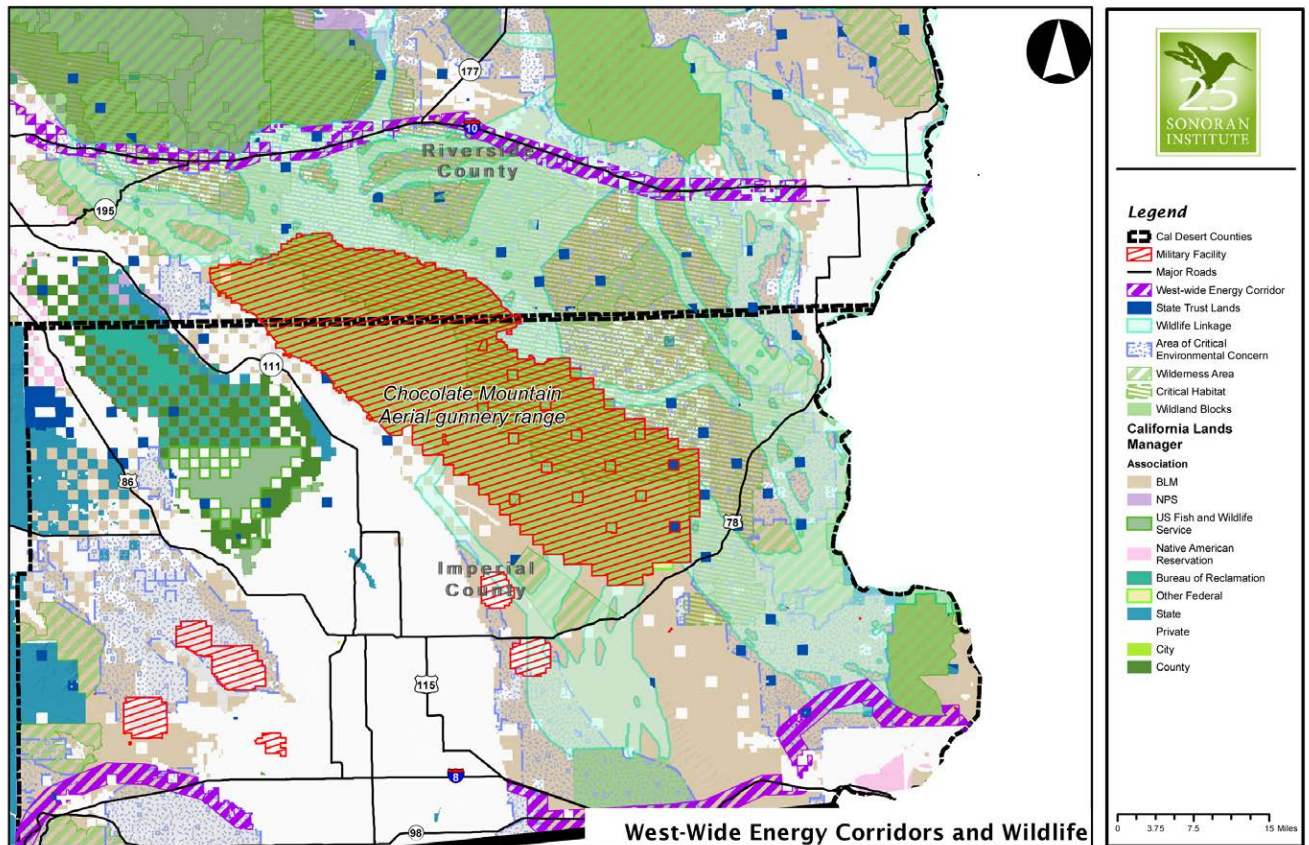 177
10
Riverside
County
195
111
Chocolate Mountain
Aerial gunnery range
86
78
Imperial
County
115
8
98
West-Wide Energy Corridors and Wildlife
25
SONORAN
INSTITUTE
Legend
Cal Desert Counties
Military Facility
Major Roads
West-wide Energy Corridor
State Trust Lands
Wildlife Linkage
Area of Critical
Environmental Concern
Wilderness Area
Critical Habitat
Wildland Blocks
California Lands
Manager
Association
BLM
NPS
US Fish and Wildlife
Service
Native American
Reservation
Bureau of Reclamation
Other Federal
State
Private
City
County
0 3.75 7.5 15 Miles